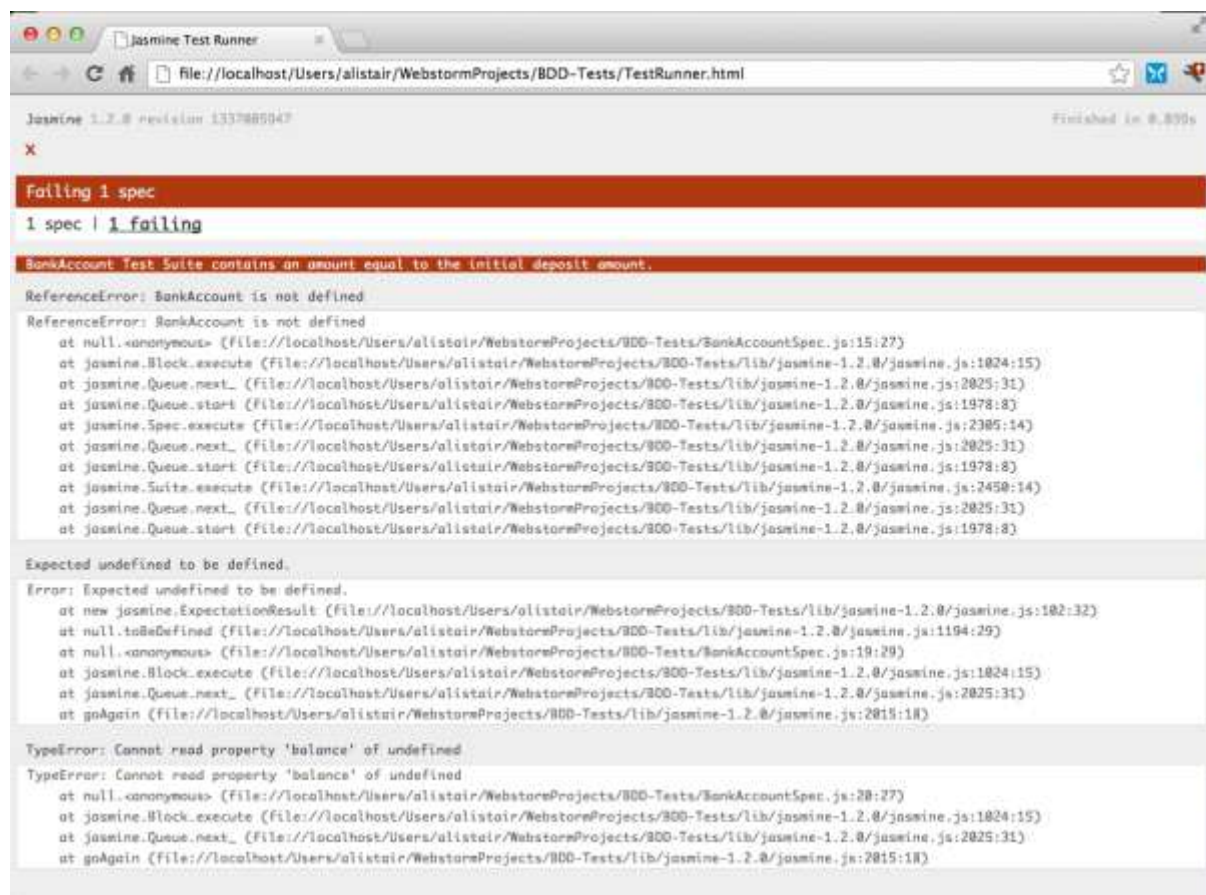 Jasmine Test Runner
file://localhost/Users/alistair/WebstormProjects/BDD-Tests/TestRunner.html
Jasmine 1.2.0 revision 1337005947
Finished in
x
Failing 1 spec
1 spec | 1 failing
BankAccount Test Suite contains an amount equal to the initial deposit amount.
ReferenceError: BankAccount is not defined
ReferenceError: BankAccount is not defined
at null.<anonymous> (file://localhost/Users/alistair/WebstormProjects/BDD-Tests/BankAccountSpec.js:15:27)
at jasmine.Block.execute (file://localhost/Users/alistair/WebstormProjects/BDD-Tests/lib/jasmine-1.2.0/jasmine.js:1024:15)
at jasmine.Queue.next_ (file://localhost/Users/alistair/WebstormProjects/BDD-Tests/lib/jasmine-1.2.0/jasmine.js:2025:31)
at jasmine.Queue.start (file://localhost/Users/alistair/WebstormProjects/BDD-Tests/lib/jasmine-1.2.0/jasmine.js:1978:8)
at jasmine.Spec.execute (file://localhost/Users/alistair/WebstormProjects/BDD-Tests/lib/jasmine-1.2.0/jasmine.js:2305:14)
at jasmine.Queue.next_ (file://localhost/Users/alistair/WebstormProjects/BDD-Tests/lib/jasmine-1.2.0/jasmine.js:2025:31)
at jasmine.Queue.start (file://localhost/Users/alistair/WebstormProjects/BDD-Tests/lib/jasmine-1.2.0/jasmine.js:1978:8)
at jasmine.Suite.execute (file://localhost/Users/alistair/WebstormProjects/BDD-Tests/lib/jasmine-1.2.0/jasmine.js:2450:14)
at jasmine.Queue.next_ (file://localhost/Users/alistair/WebstormProjects/BDD-Tests/lib/jasmine-1.2.0/jasmine.js:2025:31)
at jasmine.Queue.start (file://localhost/Users/alistair/WebstormProjects/BDD-Tests/lib/jasmine-1.2.0/jasmine.js:1978:8)
Expected undefined to be defined.
Error: Expected undefined to be defined.
at new jasmine.ExpectationResult (file://localhost/Users/alistair/WebstormProjects/BDD-Tests/lib/jasmine-1.2.0/jasmine.js:102:32)
at null.toBeDefined (file://localhost/Users/alistair/WebstormProjects/BDD-Tests/lib/jasmine-1.2.0/jasmine.js:1194:29)
at null.<anonymous> (file://localhost/Users/alistair/WebstormProjects/BDD-Tests/BankAccountSpec.js:19:29)
at jasmine.Block.execute (file://localhost/Users/alistair/WebstormProjects/BDD-Tests/lib/jasmine-1.2.0/jasmine.js:1024:15)
at jasmine.Queue.next_ (file://localhost/Users/alistair/WebstormProjects/BDD-Tests/lib/jasmine-1.2.0/jasmine.js:2025:31)
at goAgain (file://localhost/Users/alistair/WebstormProjects/BDD-Tests/lib/jasmine-1.2.0/jasmine.js:2015:18)
TypeError: Cannot read property 'balance' of undefined
TypeError: Cannot read property 'balance' of undefined
at null.<anonymous> (file://localhost/Users/alistair/WebstormProjects/BDD-Tests/BankAccountSpec.js:20:27)
at jasmine.Block.execute (file://localhost/Users/alistair/WebstormProjects/BDD-Tests/lib/jasmine-1.2.0/jasmine.js:1024:15)
at jasmine.Queue.next_ (file://localhost/Users/alistair/WebstormProjects/BDD-Tests/lib/jasmine-1.2.0/jasmine.js:2025:31)
at goAgain (file://localhost/Users/alistair/WebstormProjects/BDD-Tests/lib/jasmine-1.2.0/jasmine.js:2015:18)